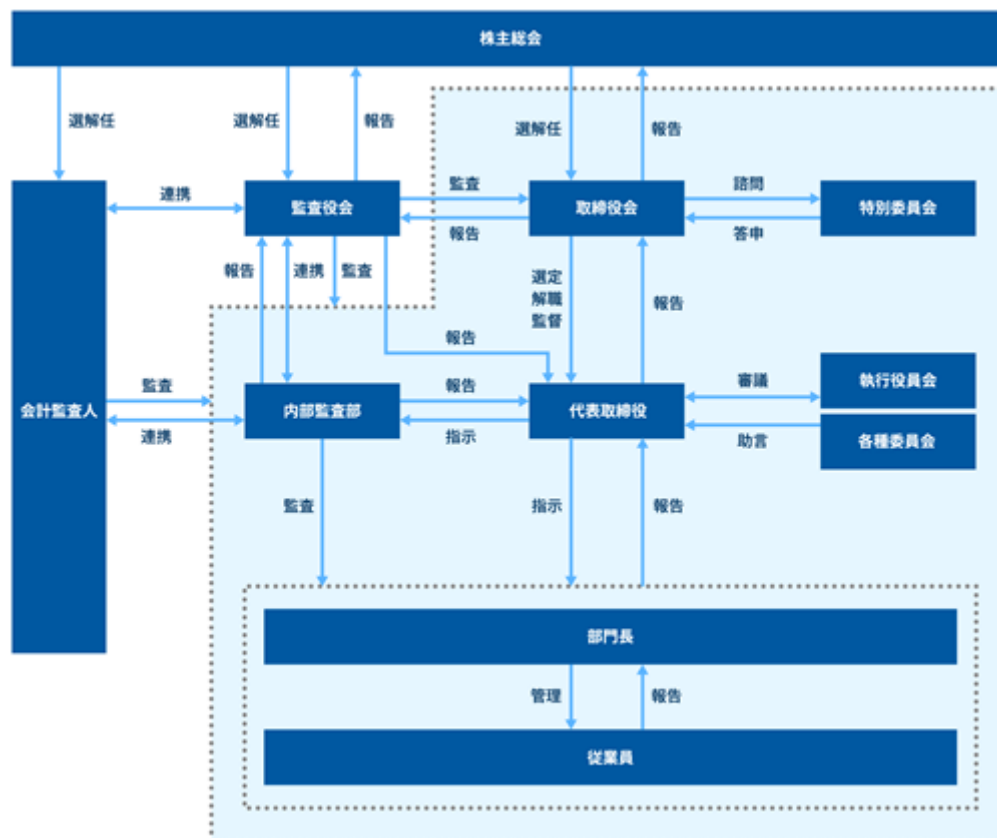 株主総会
選解任
選解任
報告
選解任
報告
連携
監査役会
監査
報告
取締役会
諮問
答申
特別委員会
報告
連携
監査
選定
解職
監督
報告
報告
会計監査人
監査
連携
内部監査部
報告
指示
代表取締役
審議
助言
執行役員会
各種委員会
監査
指示
報告
部門長
管理
報告
従業員